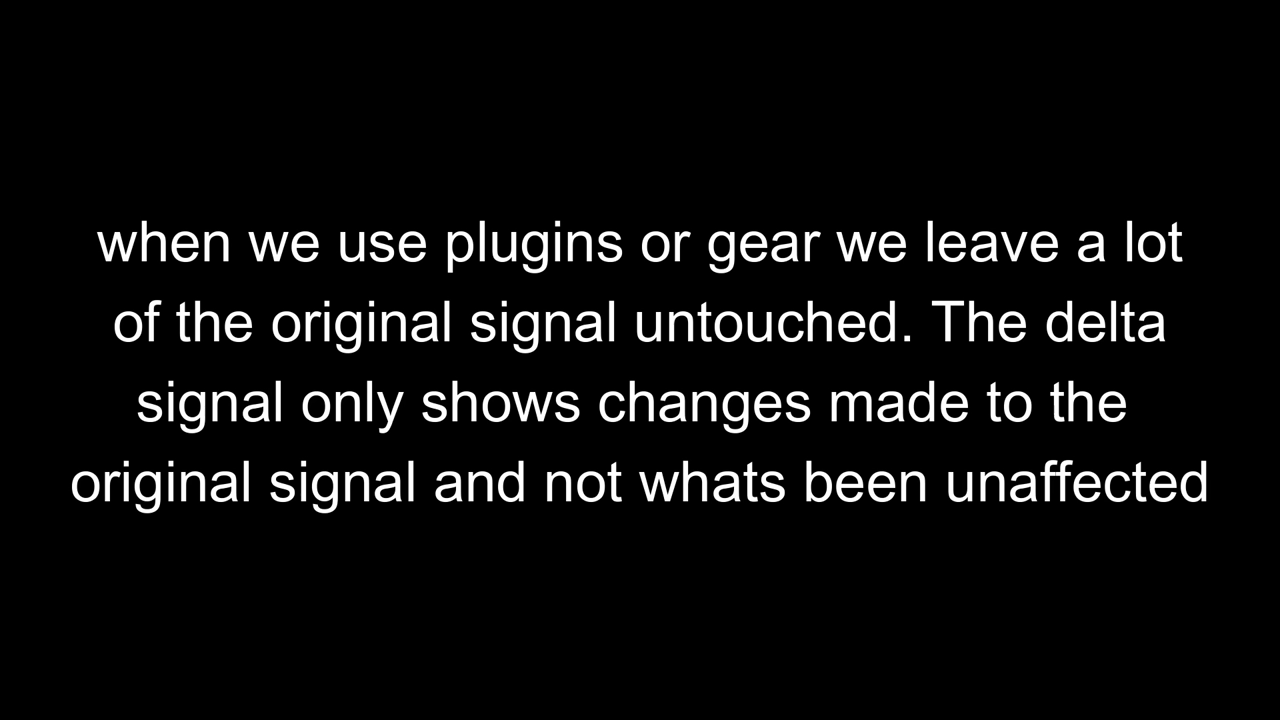 when we use plugins or gear we leave a lot
of the original signal untouched. The delta
signal only shows changes made to the
original signal and not whats been unaffected